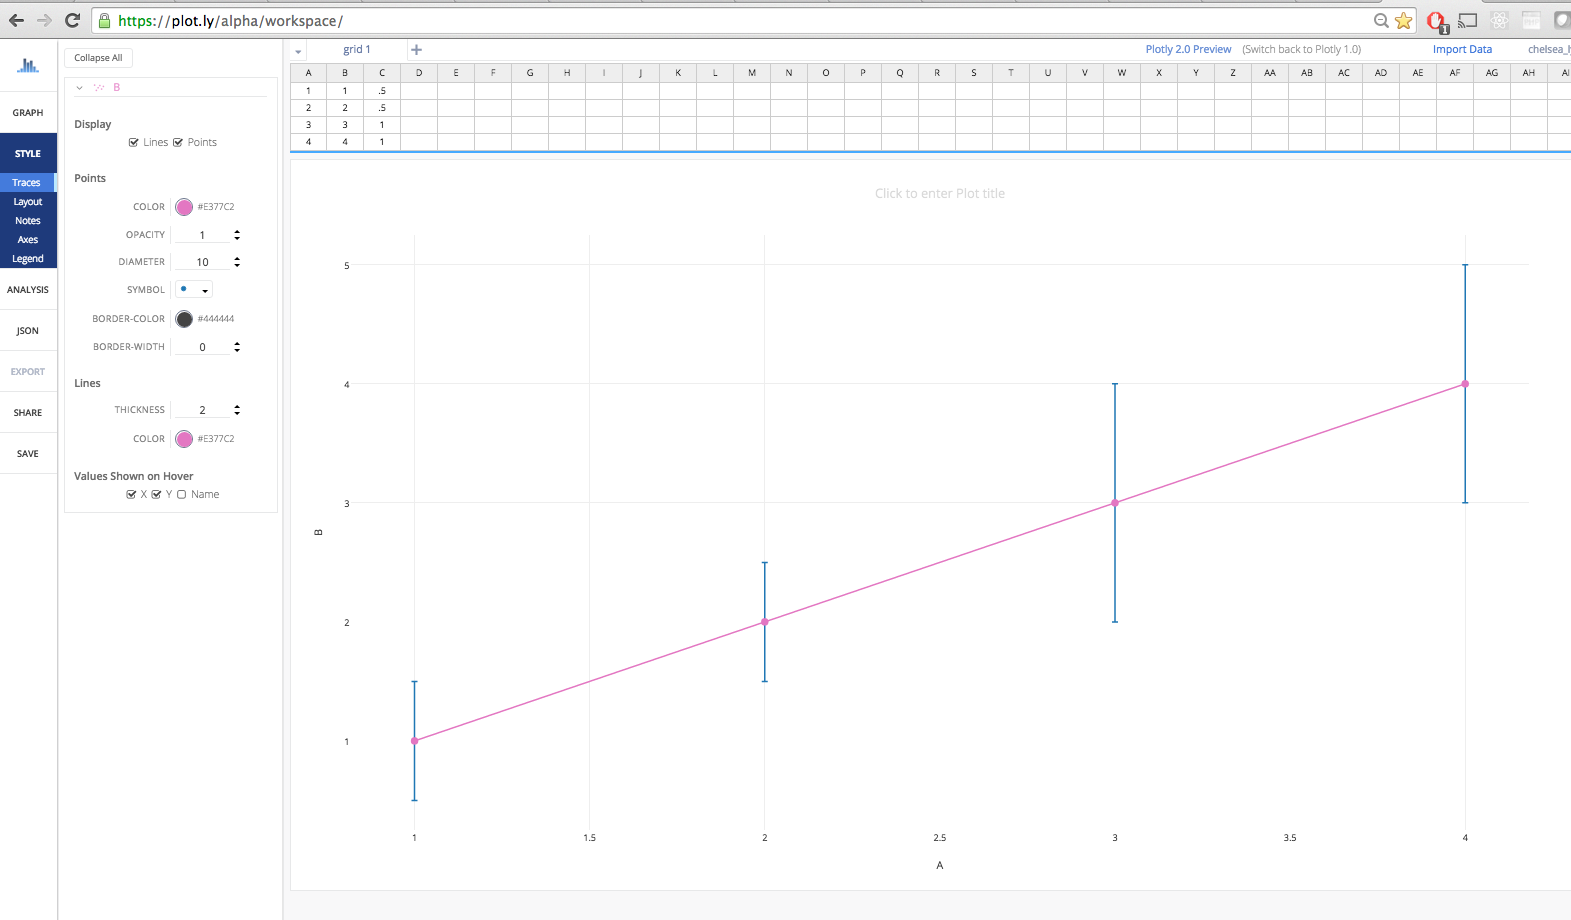 https://plot.ly/alpha/workspace/
1
Collapse All
grid 1
Plotly 2.0 Preview (Switch back to Plotly 1.0) Import Data chelsea_ly
A B C D E F G H I J K L M N O P Q R S T U V W X Y Z AA AB AC AD AE AF AG AH AI
1 1 .5
2 2 .5
3 3 1
4 4 1
GRAPH
STYLE
Traces
Layout
Notes
Axes
Legend
ANALYSIS
JSON
EXPORT
SHARE
SAVE
B
Display
Lines Points
Points
COLOR #E377C2
OPACITY 1
DIAMETER 10
SYMBOL
BORDER-COLOR #444444
BORDER-WIDTH 0
Lines
THICKNESS 2
COLOR #E377C2
Values Shown on Hover
X Y Name
Click to enter Plot title
5
4
3
B
2
1
1 1.5 2 2.5 3 3.5 4
A